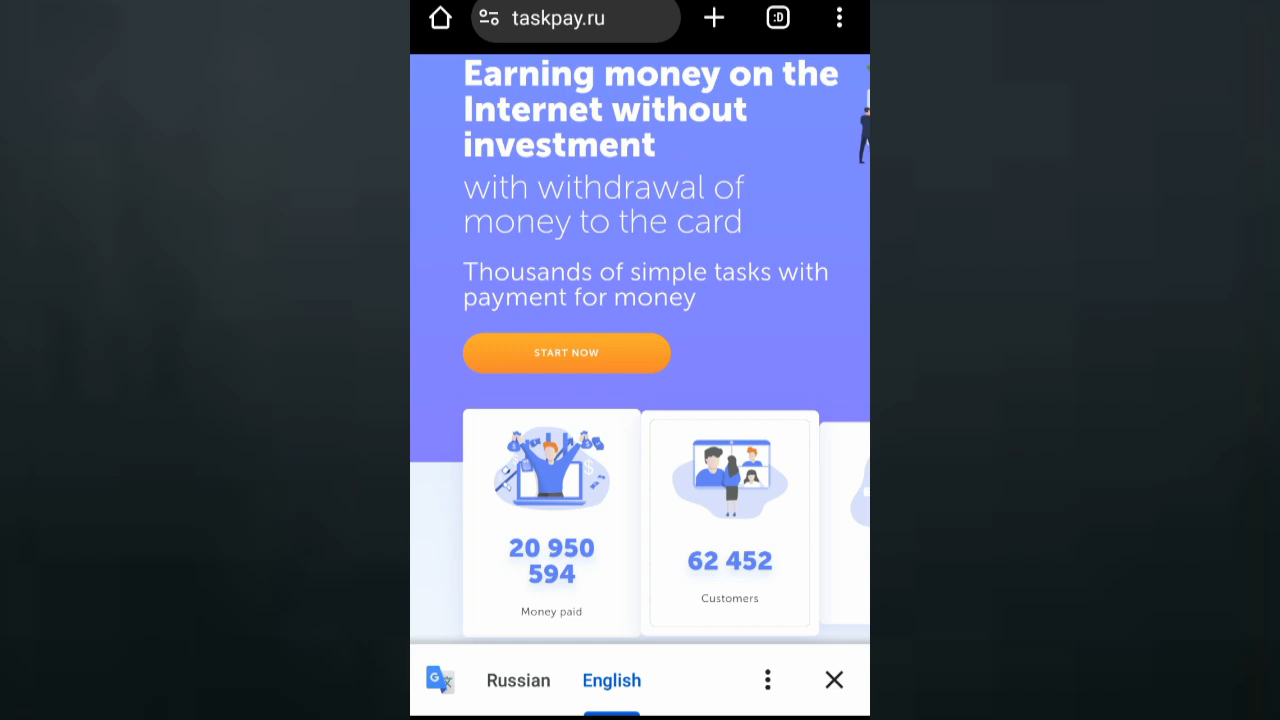 taskpay.ru
:D
Earning money on the
Internet without
investment
with withdrawal of
money to the card
Thousands of simple tasks with
payment for money
START NOW
20 950
594
Money paid
62 452
Customers
G
Russian
English